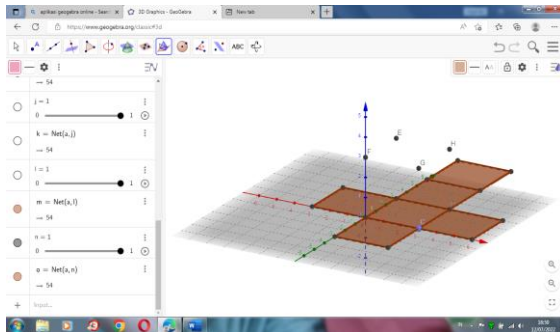 aplikasi geogebra online - Sear
3D Graphics - GeoGebra
New tab
https://www.geogebra.org/classic#3d
ABC
→ 54
j = 1
0 1
k = Net(a, j)
→ 54
l = 1
0 1
m = Net(a, l)
→ 54
n = 1
0 1
o = Net(a, n)
→ 54
Input...
E
H
F
G